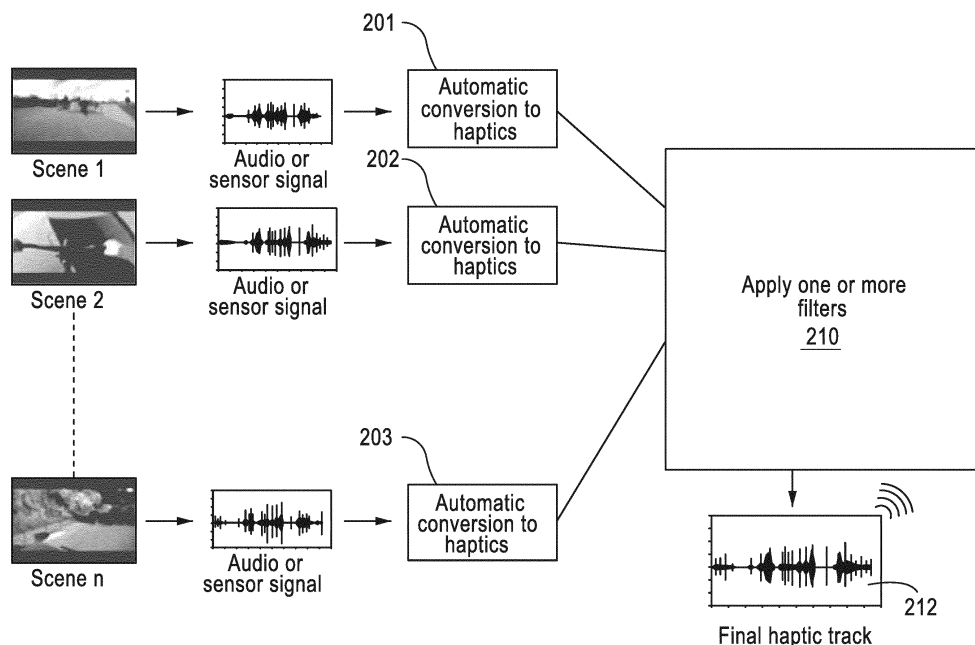 201
Automatic
conversion to
haptics
Scene 1
Audio or
sensor signal
202
Automatic
conversion to
haptics
Scene 2
Audio or
sensor signal
Apply one or more
filters
210
203
Automatic
conversion to
haptics
Scene n
Audio or
sensor signal
212
Final haptic track